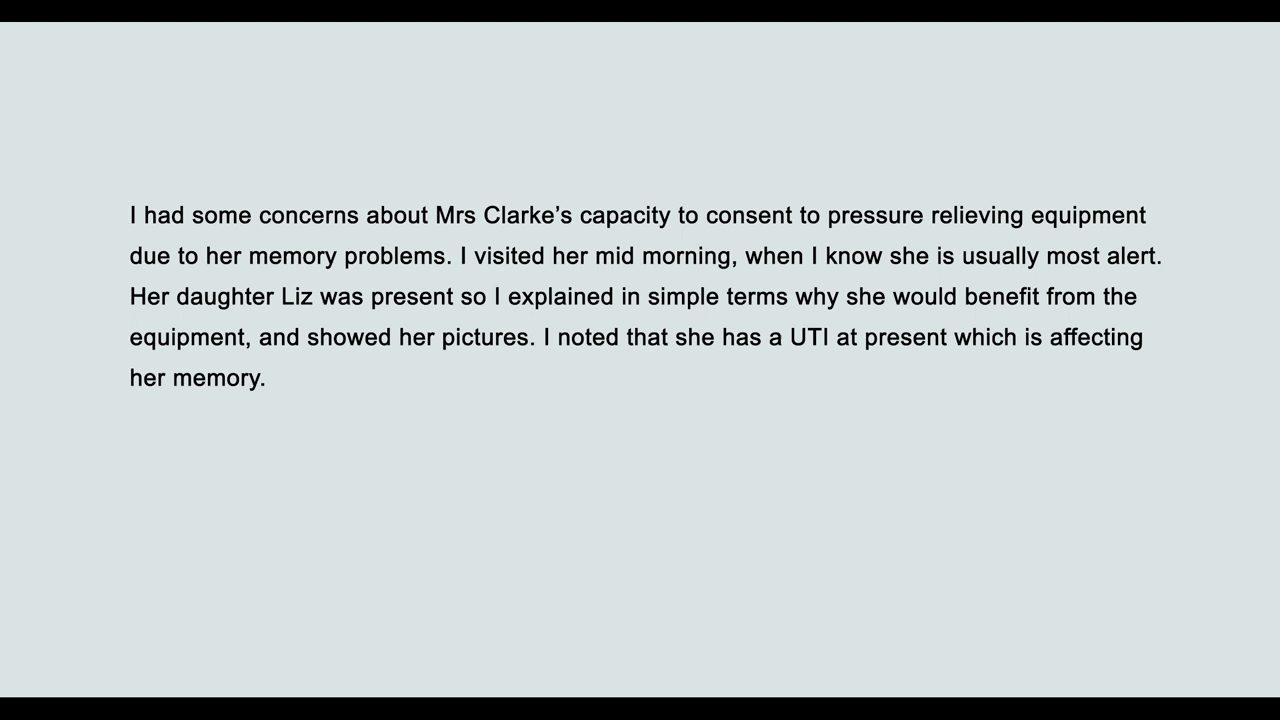 I had some concerns about Mrs Clarke’s capacity to consent to pressure relieving equipment
due to her memory problems. I visited her mid morning, when I know she is usually most alert.
Her daughter Liz was present so I explained in simple terms why she would benefit from the
equipment, and showed her pictures. I noted that she has a UTI at present which is affecting
her memory.